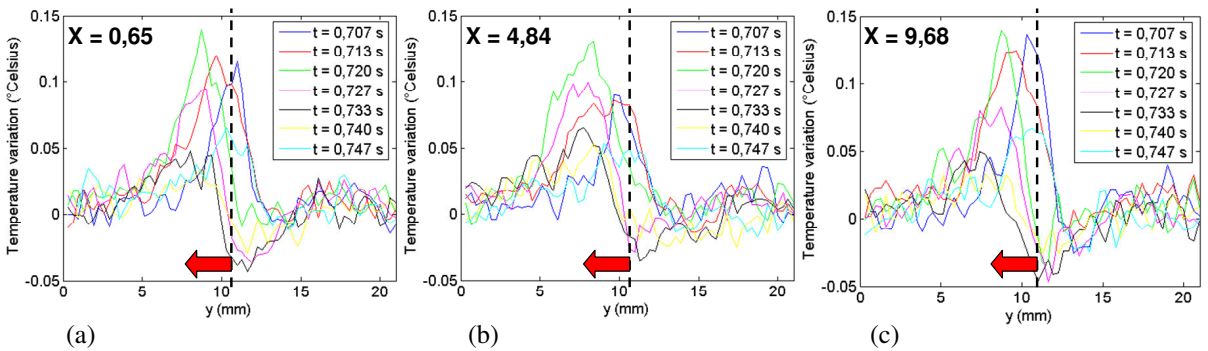 X = 0,65
t = 0,707 s
t = 0,713 s
t = 0,720 s
t = 0,727 s
t = 0,733 s
t = 0,740 s
t = 0,747 s
Temperature variation (°Celsius)
0.15
0.1
0.05
0
-0.05
0 5 10 15 20
y (mm)
(a)
X = 4,84
t = 0,707 s
t = 0,713 s
t = 0,720 s
t = 0,727 s
t = 0,733 s
t = 0,740 s
t = 0,747 s
Temperature variation (°Celsius)
0.15
0.1
0.05
0
-0.05
0 5 10 15 20
y (mm)
(b)
X = 9,68
t = 0,707 s
t = 0,713 s
t = 0,720 s
t = 0,727 s
t = 0,733 s
t = 0,740 s
t = 0,747 s
Temperature variation (°Celsius)
0.15
0.1
0.05
0
-0.05
0 5 10 15 20
y (mm)
(c)